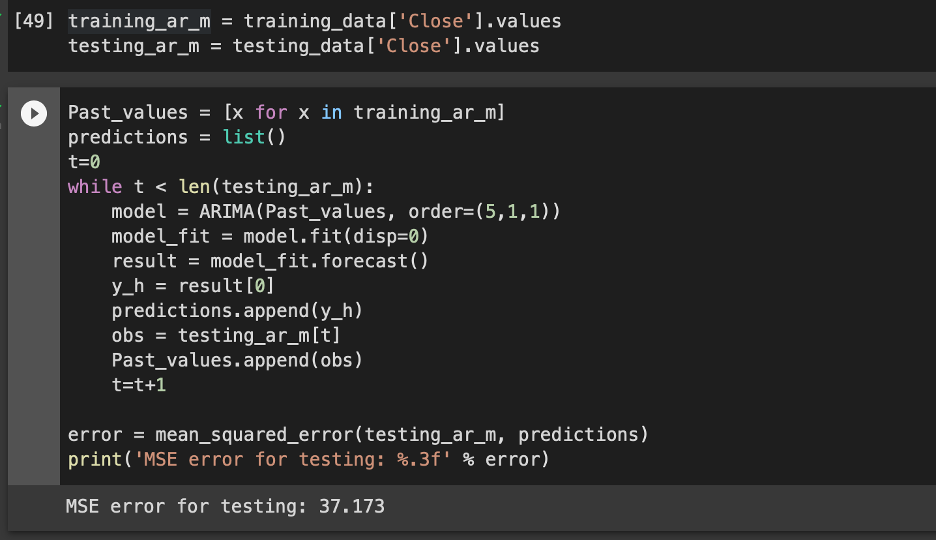 [49] training_ar_m = training_data['Close'].values
testing_ar_m = testing_data['Close'].values
Past_values = [x for x in training_ar_m]
predictions = list()
t=0
while t < len(testing_ar_m):
    model = ARIMA(Past_values, order=(5,1,1))
    model_fit = model.fit(disp=0)
    result = model_fit.forecast()
    y_h = result[0]
    predictions.append(y_h)
    obs = testing_ar_m[t]
    Past_values.append(obs)
    t=t+1
error = mean_squared_error(testing_ar_m, predictions)
print('MSE error for testing: %.3f' % error)
MSE error for testing: 37.173